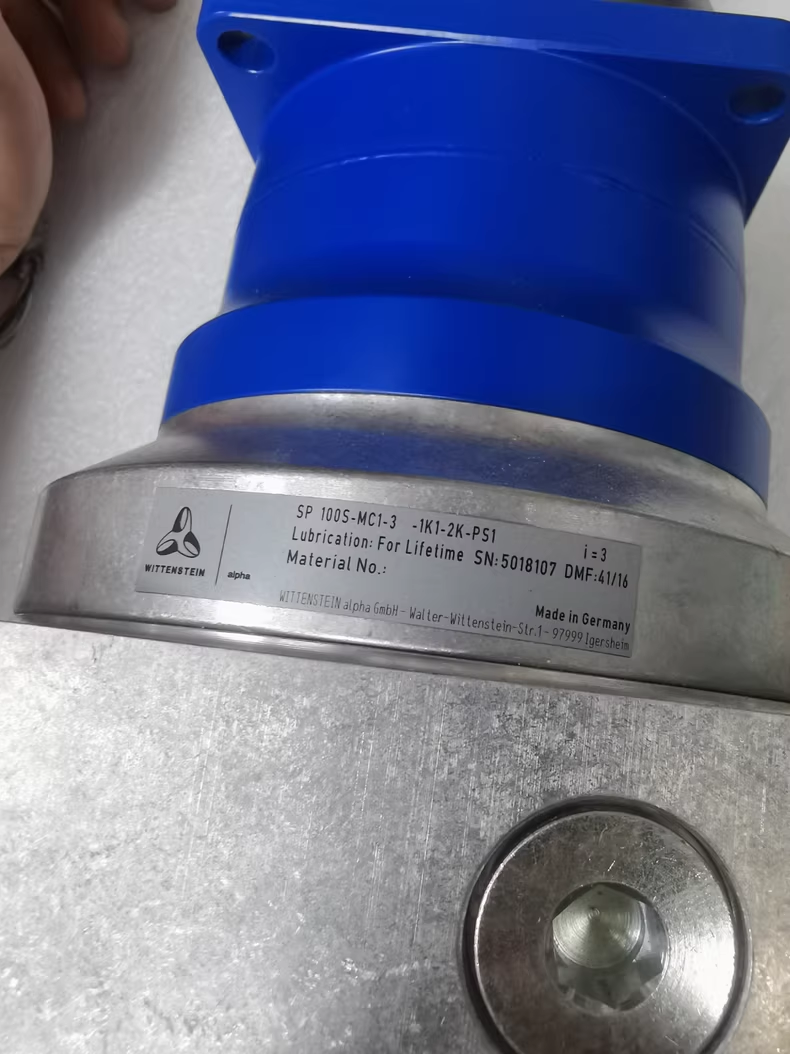 WITTENSTEIN
alpha
SP 100S-MC1-3 -1K1-2K-PS1
i=3
Lubrication: For Lifetime SN:5018107 DMF:41/16
Material No.:
Made in Germany
WITTENSTEIN alpha GmbH - Walter-Wittenstein-Str.1 - 97999 Igersheim